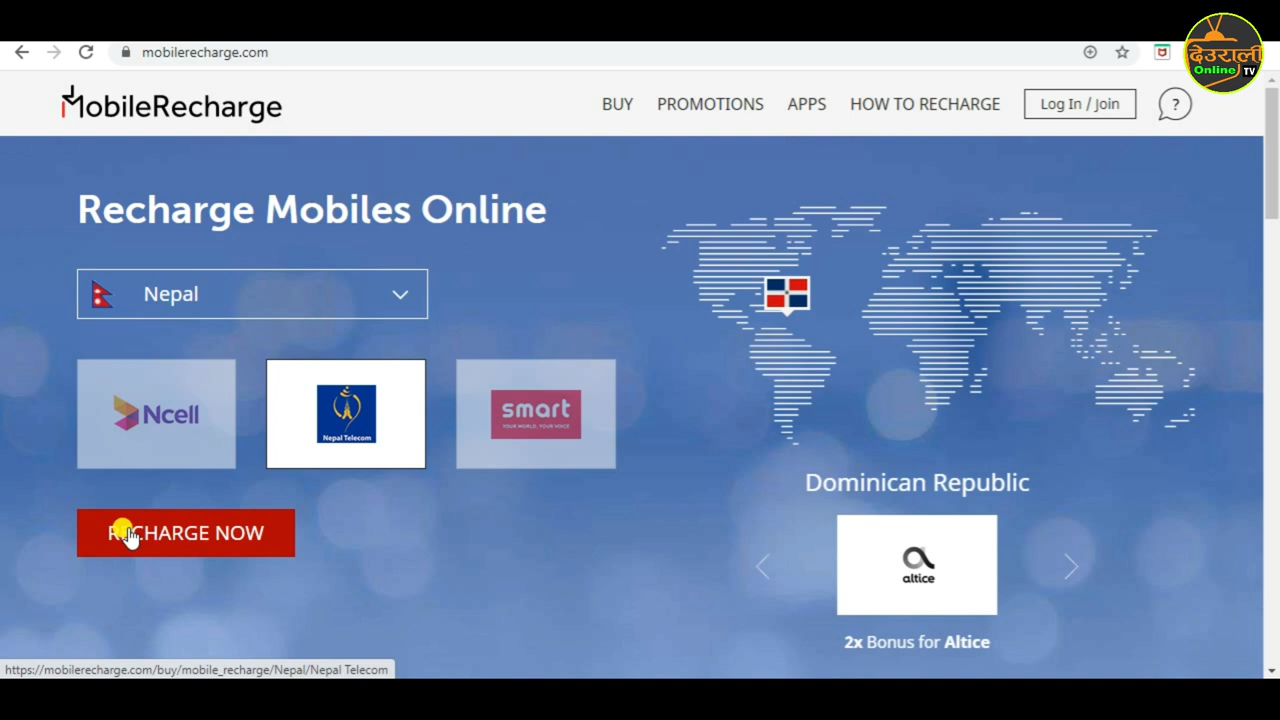 mobilerecharge.com
देउराली
Online TV
MobileRecharge
BUY PROMOTIONS APPS HOW TO RECHARGE Log In / Join ?
Recharge Mobiles Online
Nepal
Ncell
Nepal Telecom
smart
YOUR WORLD, YOUR VOICE
RECHARGE NOW
Dominican Republic
altice
2x Bonus for Altice
https://mobilerecharge.com/buy/mobile_recharge/Nepal/Nepal Telecom